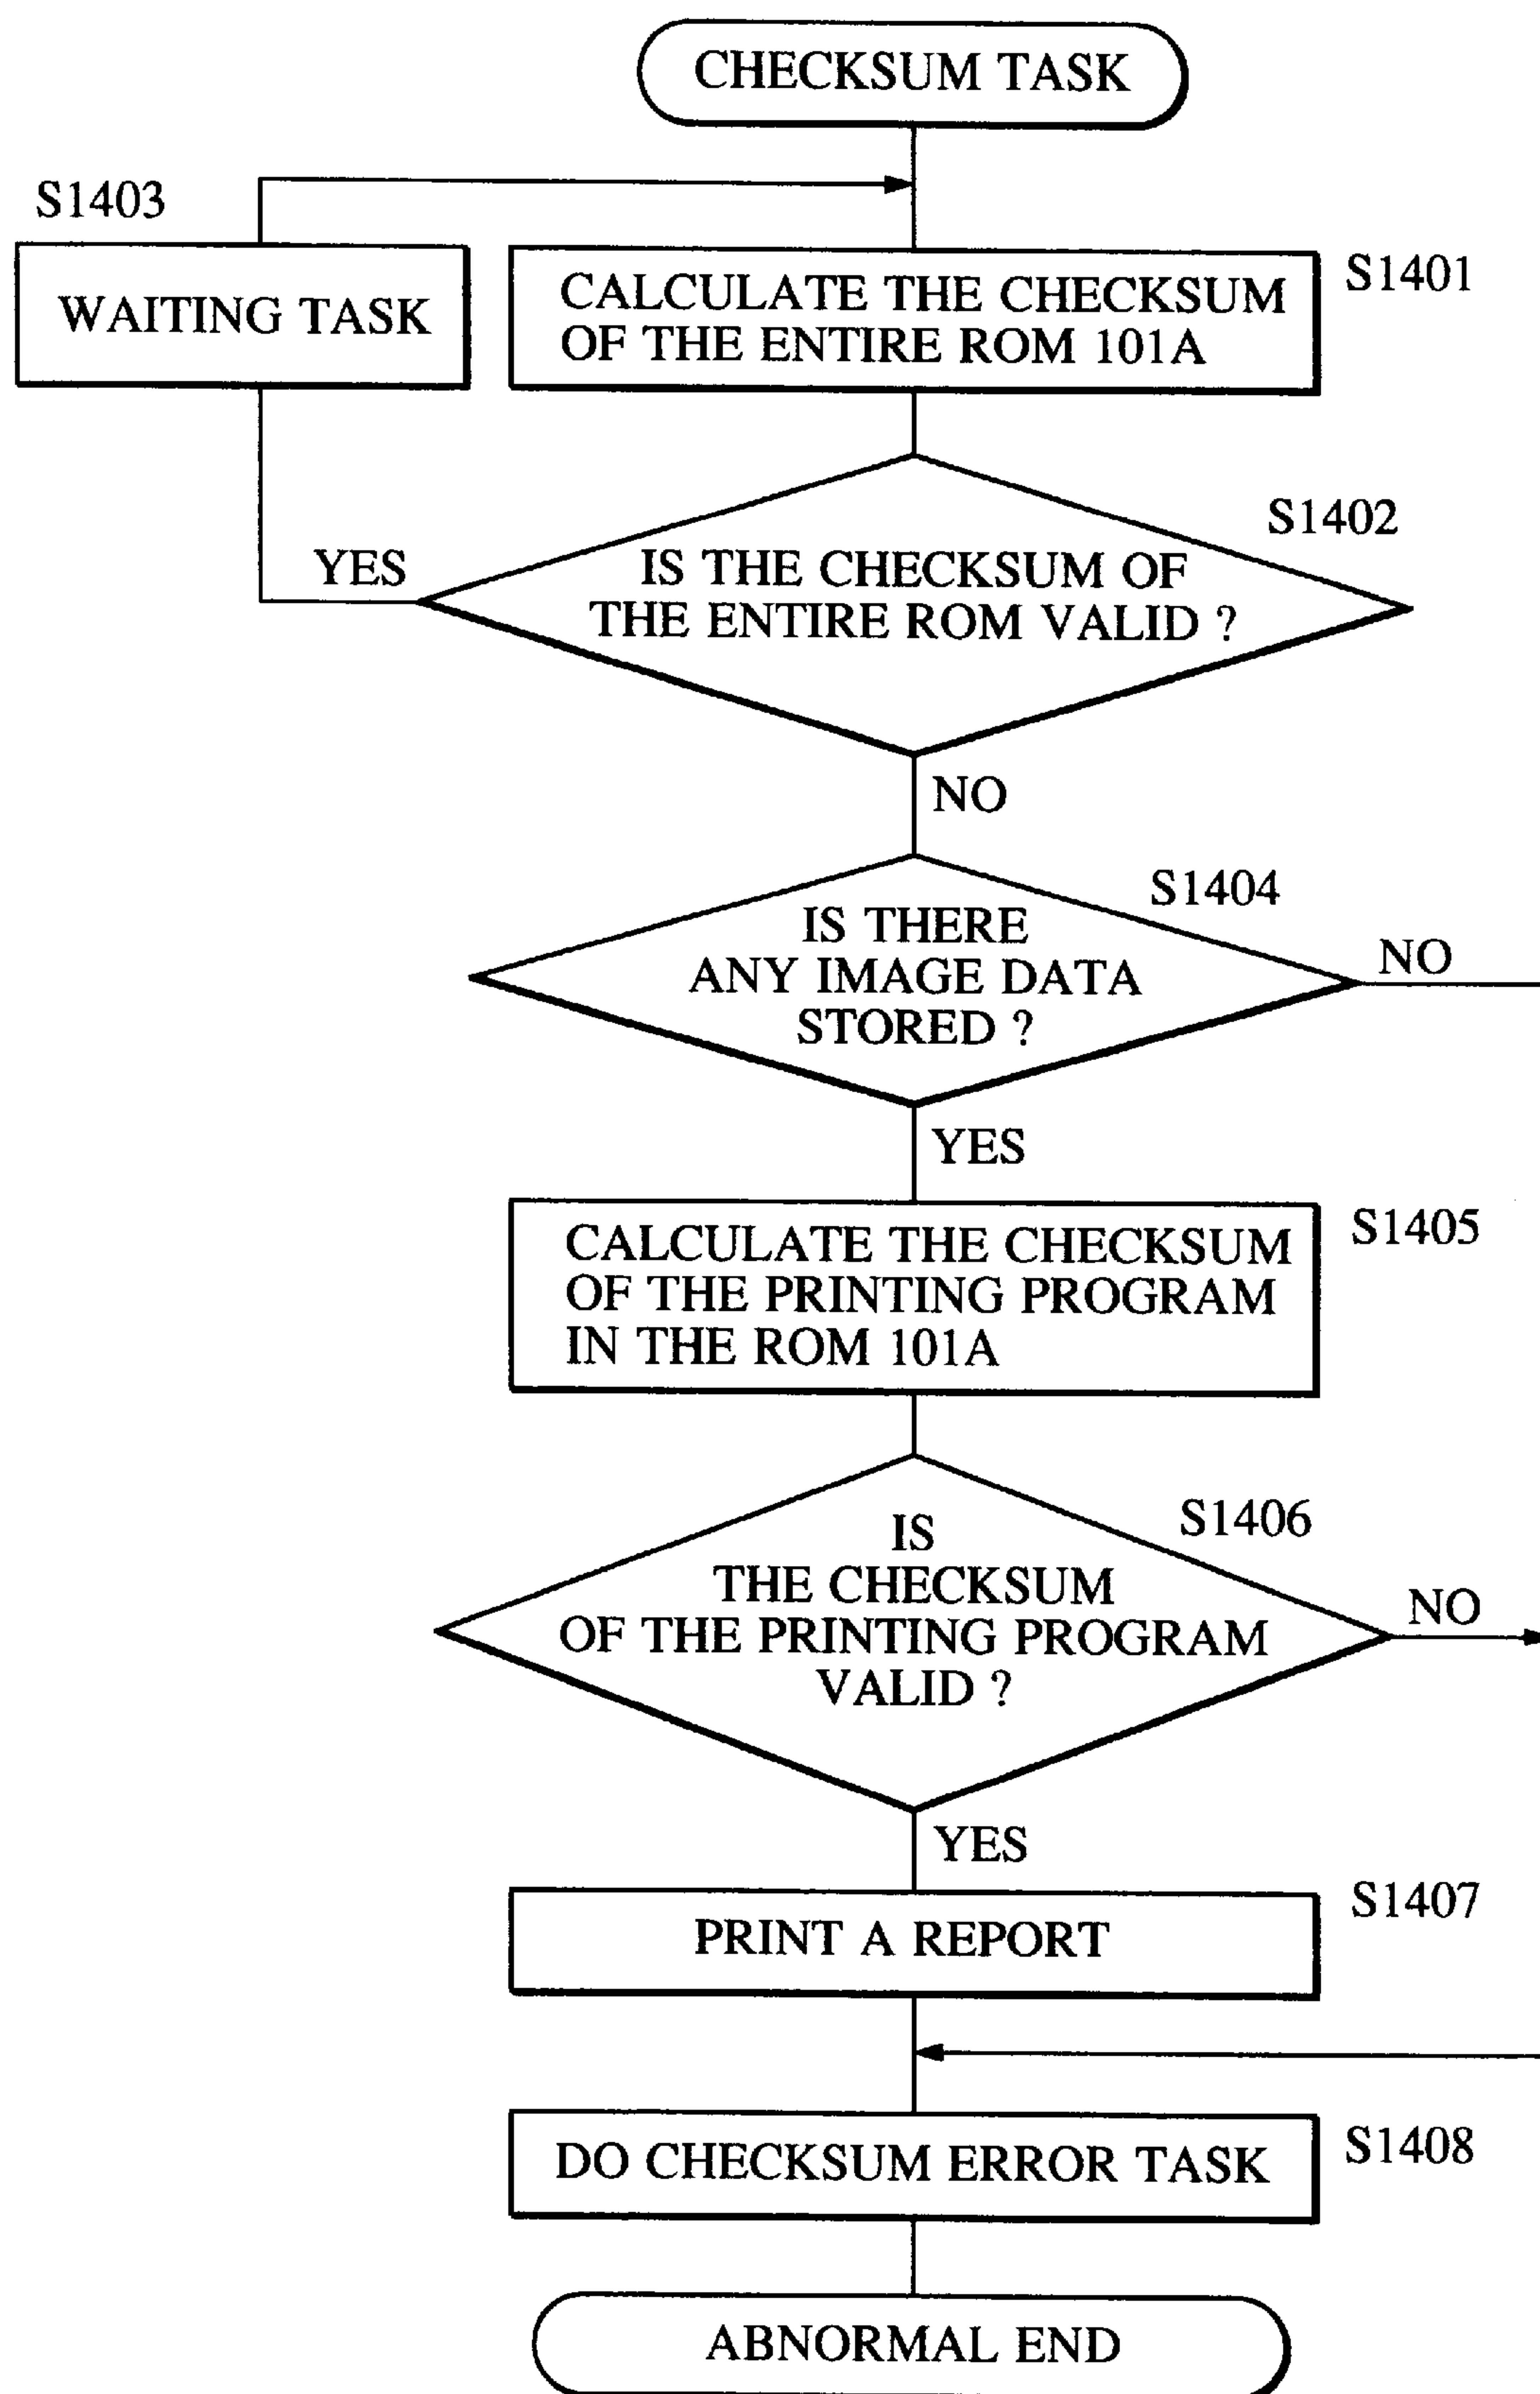 CHECKSUM TASK
S1403
WAITING TASK
CALCULATE THE CHECKSUM
OF THE ENTIRE ROM 101A
S1401
S1402
YES
IS THE CHECKSUM OF
THE ENTIRE ROM VALID ?
NO
S1404
IS THERE
ANY IMAGE DATA
STORED ?
NO
YES
CALCULATE THE CHECKSUM
OF THE PRINTING PROGRAM
IN THE ROM 101A
S1405
S1406
IS
THE CHECKSUM
OF THE PRINTING PROGRAM
VALID ?
NO
YES
S1407
PRINT A REPORT
DO CHECKSUM ERROR TASK
S1408
ABNORMAL END